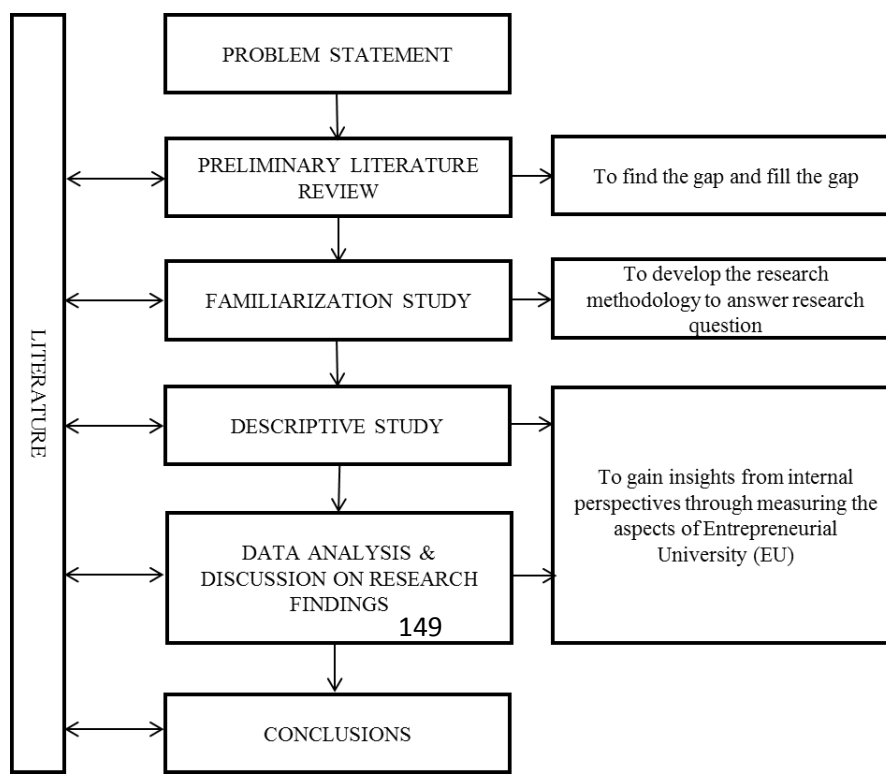 PROBLEM STATEMENT
PRELIMINARY LITERATURE
REVIEW
To find the gap and fill the gap
FAMILIARIZATION STUDY
To develop the research
methodology to answer research
question
LITERATURE
DESCRIPTIVE STUDY
To gain insights from internal
perspectives through measuring the
aspects of Entrepreneurial
University (EU)
DATA ANALYSIS &
DISCUSSION ON RESEARCH
FINDINGS
149
CONCLUSIONS